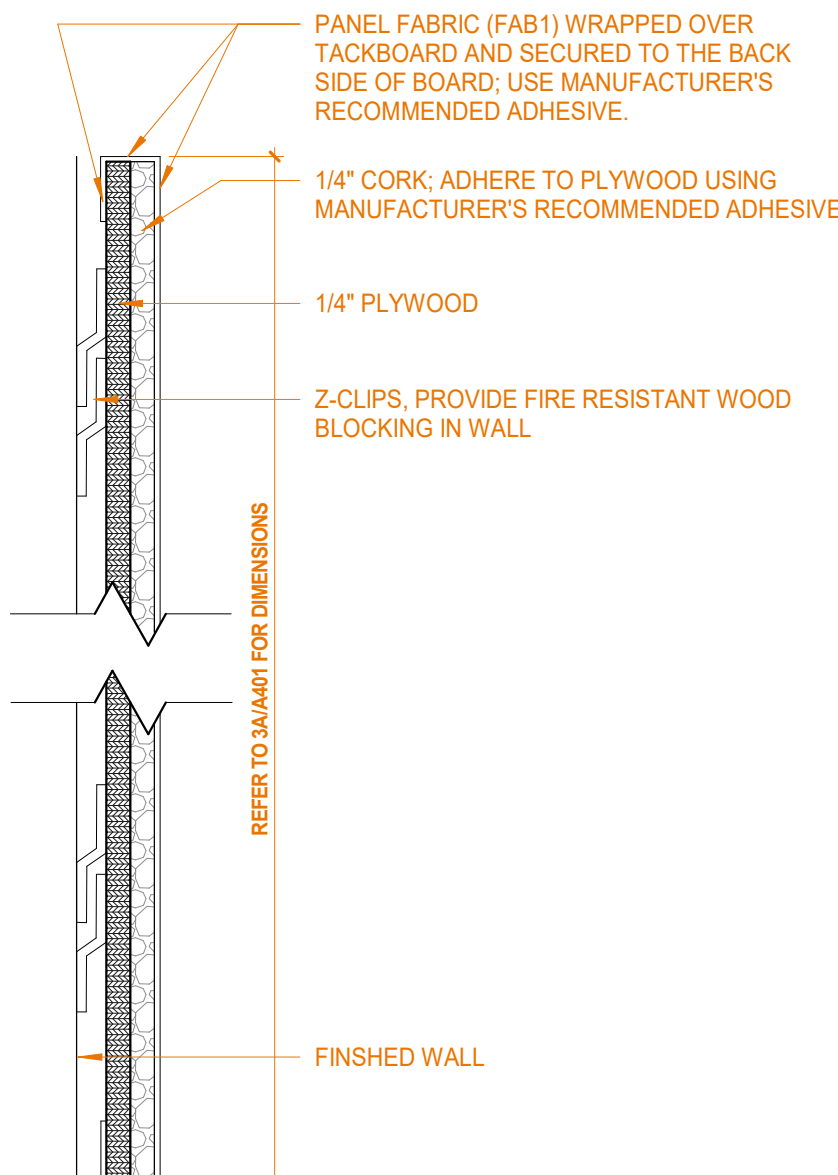 PANEL FABRIC (FAB1) WRAPPED OVER
TACKBOARD AND SECURED TO THE BACK
SIDE OF BOARD; USE MANUFACTURER'S
RECOMMENDED ADHESIVE.
1/4" CORK; ADHERE TO PLYWOOD USING
MANUFACTURER'S RECOMMENDED ADHESIVE
1/4" PLYWOOD
Z-CLIPS, PROVIDE FIRE RESISTANT WOOD
BLOCKING IN WALL
REFER TO 3A/A401 FOR DIMENSIONS
FINSHED WALL